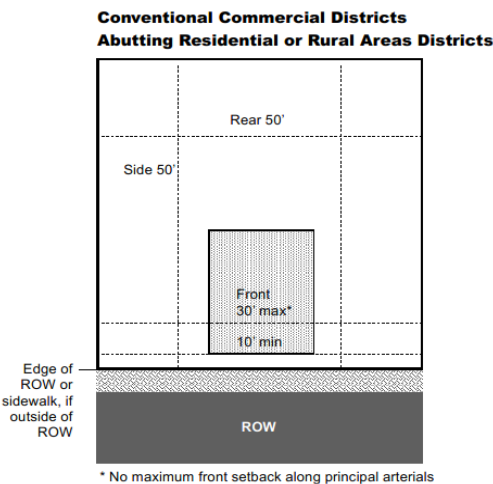 Conventional Commercial Districts
Abutting Residential or Rural Areas Districts
Rear 50'
Side 50'
Front
30' max*
10' min
Edge of
ROW or
sidewalk, if
outside of
ROW
ROW
* No maximum front setback along principal arterials